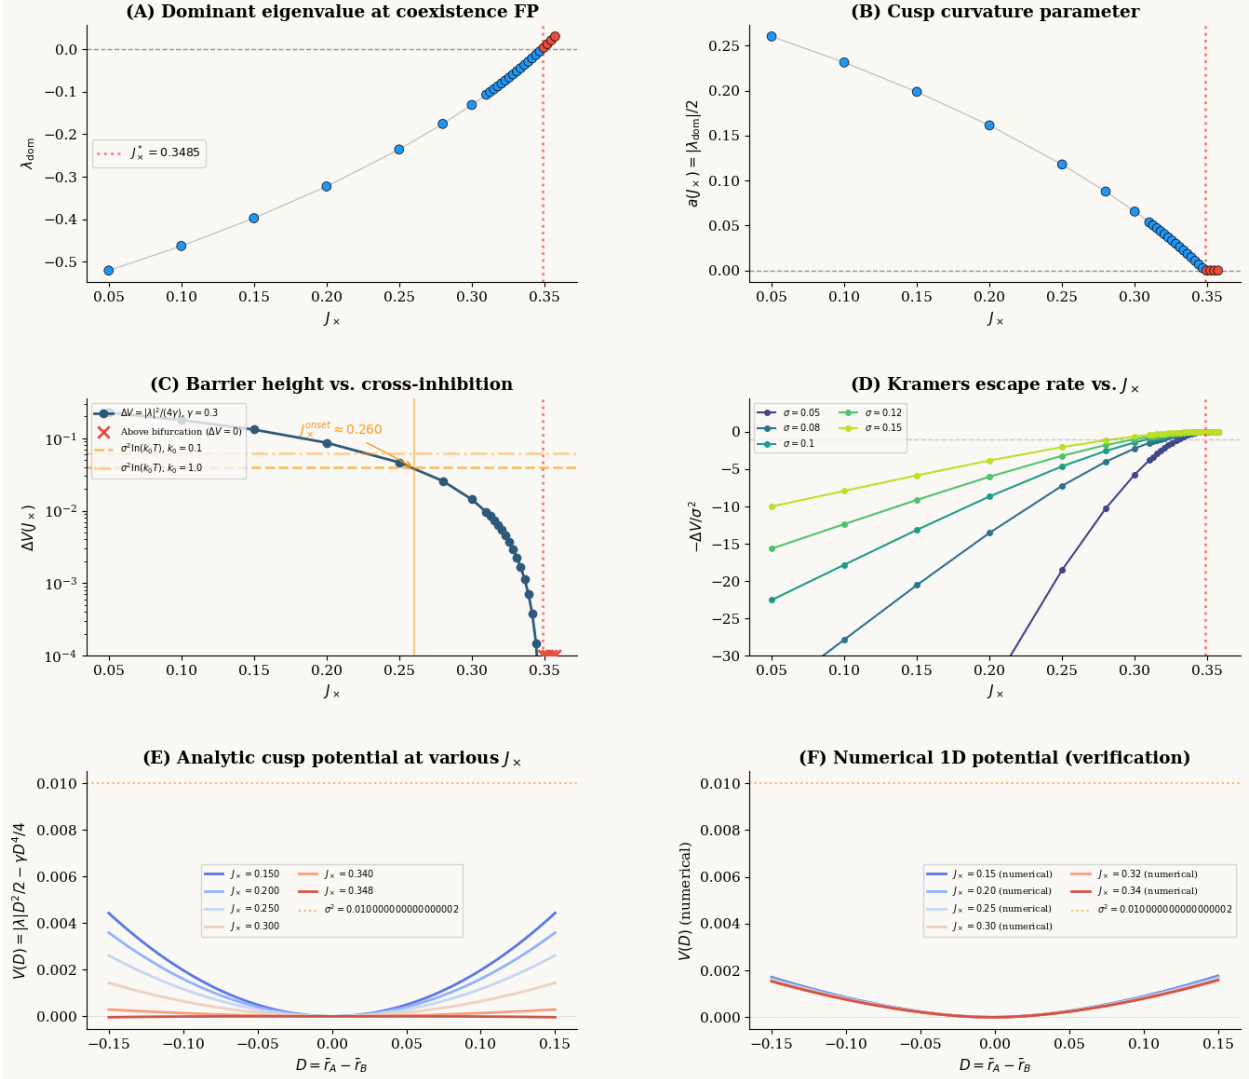 (A) Dominant eigenvalue at coexistence FP
λ_dom
0.0
−0.1
−0.2
−0.3
−0.4
−0.5
J×* = 0.3485
0.05 0.10 0.15 0.20 0.25 0.30 0.35
J×
(B) Cusp curvature parameter
a(J×) = |λ_dom|/2
0.25
0.20
0.15
0.10
0.05
0.00
0.05 0.10 0.15 0.20 0.25 0.30 0.35
J×
(C) Barrier height vs. cross-inhibition
ΔV(J×)
10⁻¹
10⁻²
10⁻³
10⁻⁴
ΔV = |λ|²/(4γ), γ = 0.3
Above bifurcation (ΔV = 0)
σ²ln(k₀T), k₀ = 0.1
σ²ln(k₀T), k₀ = 1.0
J×^onset ≈ 0.260
0.05 0.10 0.15 0.20 0.25 0.30 0.35
J×
(D) Kramers escape rate vs. J×
−ΔV/σ²
0
−5
−10
−15
−20
−25
−30
σ = 0.05
σ = 0.08
σ = 0.1
σ = 0.12
σ = 0.15
0.05 0.10 0.15 0.20 0.25 0.30 0.35
J×
(E) Analytic cusp potential at various J×
V(D) = |λ|D²/2 − γD⁴/4
0.010
0.008
0.006
0.004
0.002
0.000
J× = 0.150
J× = 0.200
J× = 0.250
J× = 0.300
J× = 0.340
J× = 0.348
σ² = 0.010000000000000002
−0.15 −0.10 −0.05 0.00 0.05 0.10 0.15
D = r̄_A − r̄_B
(F) Numerical 1D potential (verification)
V(D) (numerical)
0.010
0.008
0.006
0.004
0.002
0.000
J× = 0.15 (numerical)
J× = 0.20 (numerical)
J× = 0.25 (numerical)
J× = 0.30 (numerical)
J× = 0.32 (numerical)
J× = 0.34 (numerical)
σ² = 0.010000000000000002
−0.15 −0.10 −0.05 0.00 0.05 0.10 0.15
D = r̄_A − r̄_B